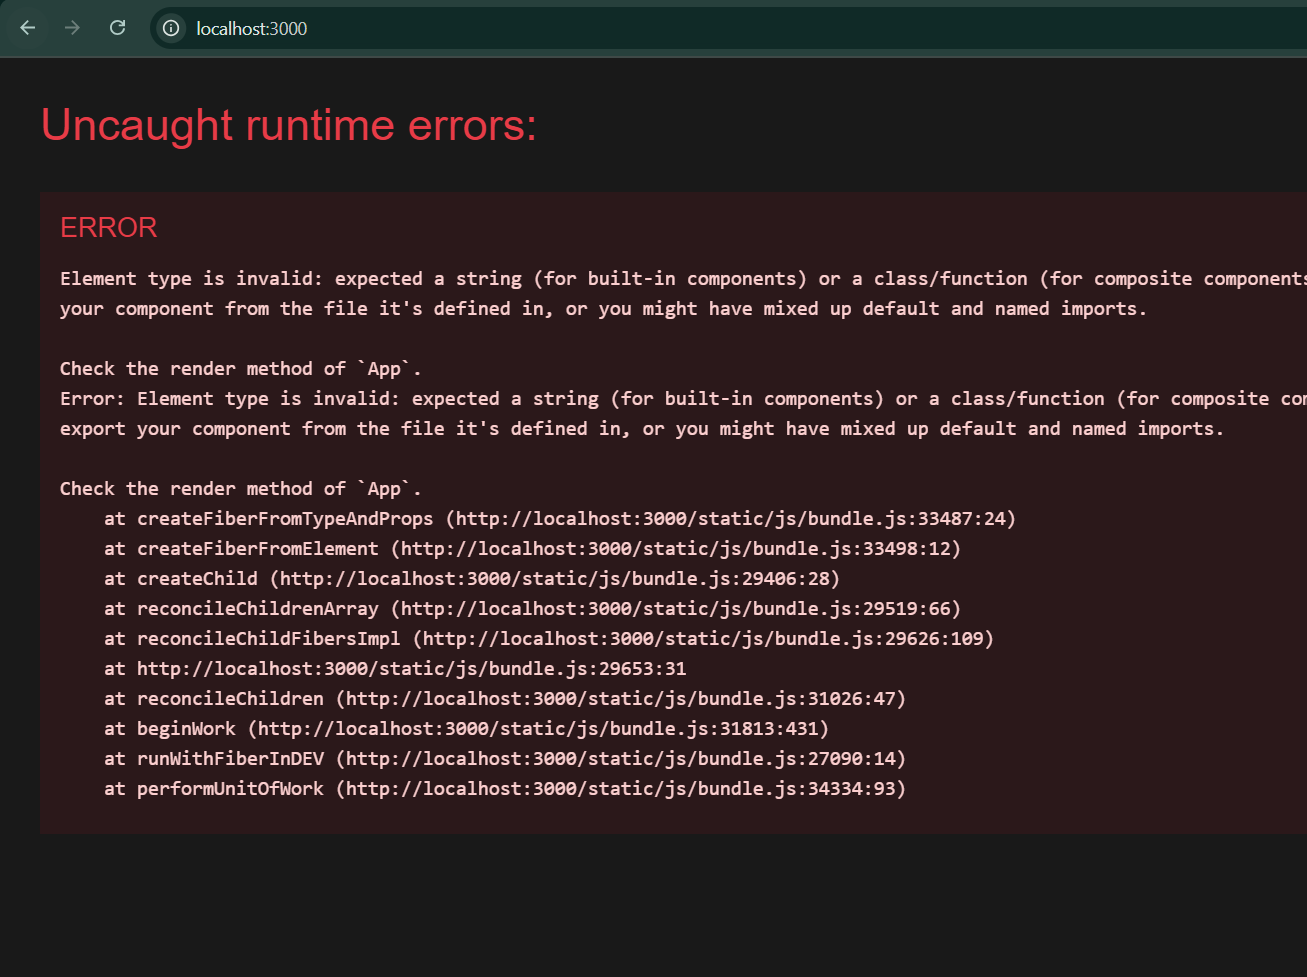 localhost:3000
Uncaught runtime errors:
ERROR
Element type is invalid: expected a string (for built-in components) or a class/function (for composite components
your component from the file it's defined in, or you might have mixed up default and named imports.
Check the render method of `App`.
Error: Element type is invalid: expected a string (for built-in components) or a class/function (for composite com
export your component from the file it's defined in, or you might have mixed up default and named imports.
Check the render method of `App`.
at createFiberFromTypeAndProps (http://localhost:3000/static/js/bundle.js:33487:24)
at createFiberFromElement (http://localhost:3000/static/js/bundle.js:33498:12)
at createChild (http://localhost:3000/static/js/bundle.js:29406:28)
at reconcileChildrenArray (http://localhost:3000/static/js/bundle.js:29519:66)
at reconcileChildFibersImpl (http://localhost:3000/static/js/bundle.js:29626:109)
at http://localhost:3000/static/js/bundle.js:29653:31
at reconcileChildren (http://localhost:3000/static/js/bundle.js:31026:47)
at beginWork (http://localhost:3000/static/js/bundle.js:31813:431)
at runWithFiberInDEV (http://localhost:3000/static/js/bundle.js:27090:14)
at performUnitOfWork (http://localhost:3000/static/js/bundle.js:34334:93)